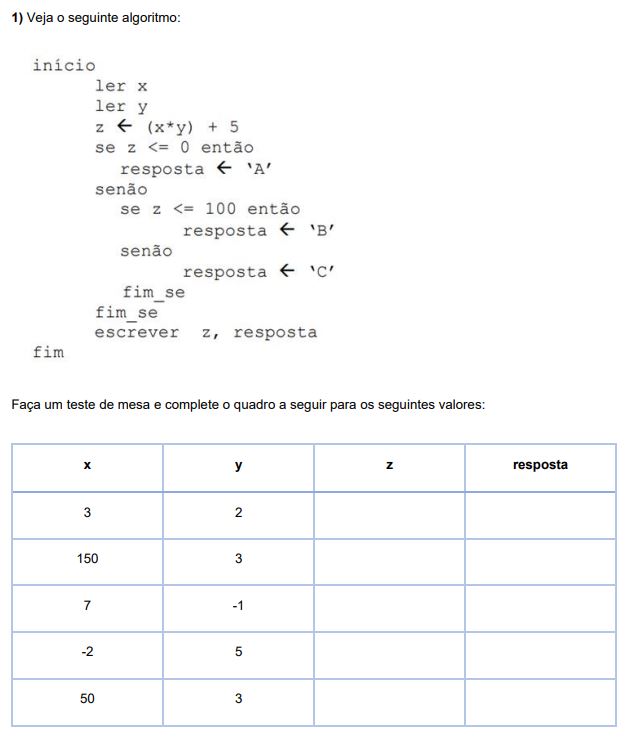 1) Veja o seguinte algoritmo:
início
ler x
ler y
z ← (x*y) + 5
se z <= 0 então
resposta ← ‘A’
senão
se z <= 100 então
resposta ← ‘B’
senão
resposta ← ‘C’
fim_se
fim_se
escrever z, resposta
fim
Faça um teste de mesa e complete o quadro a seguir para os seguintes valores:
x y z resposta
3 2
150 3
7 -1
-2 5
50 3